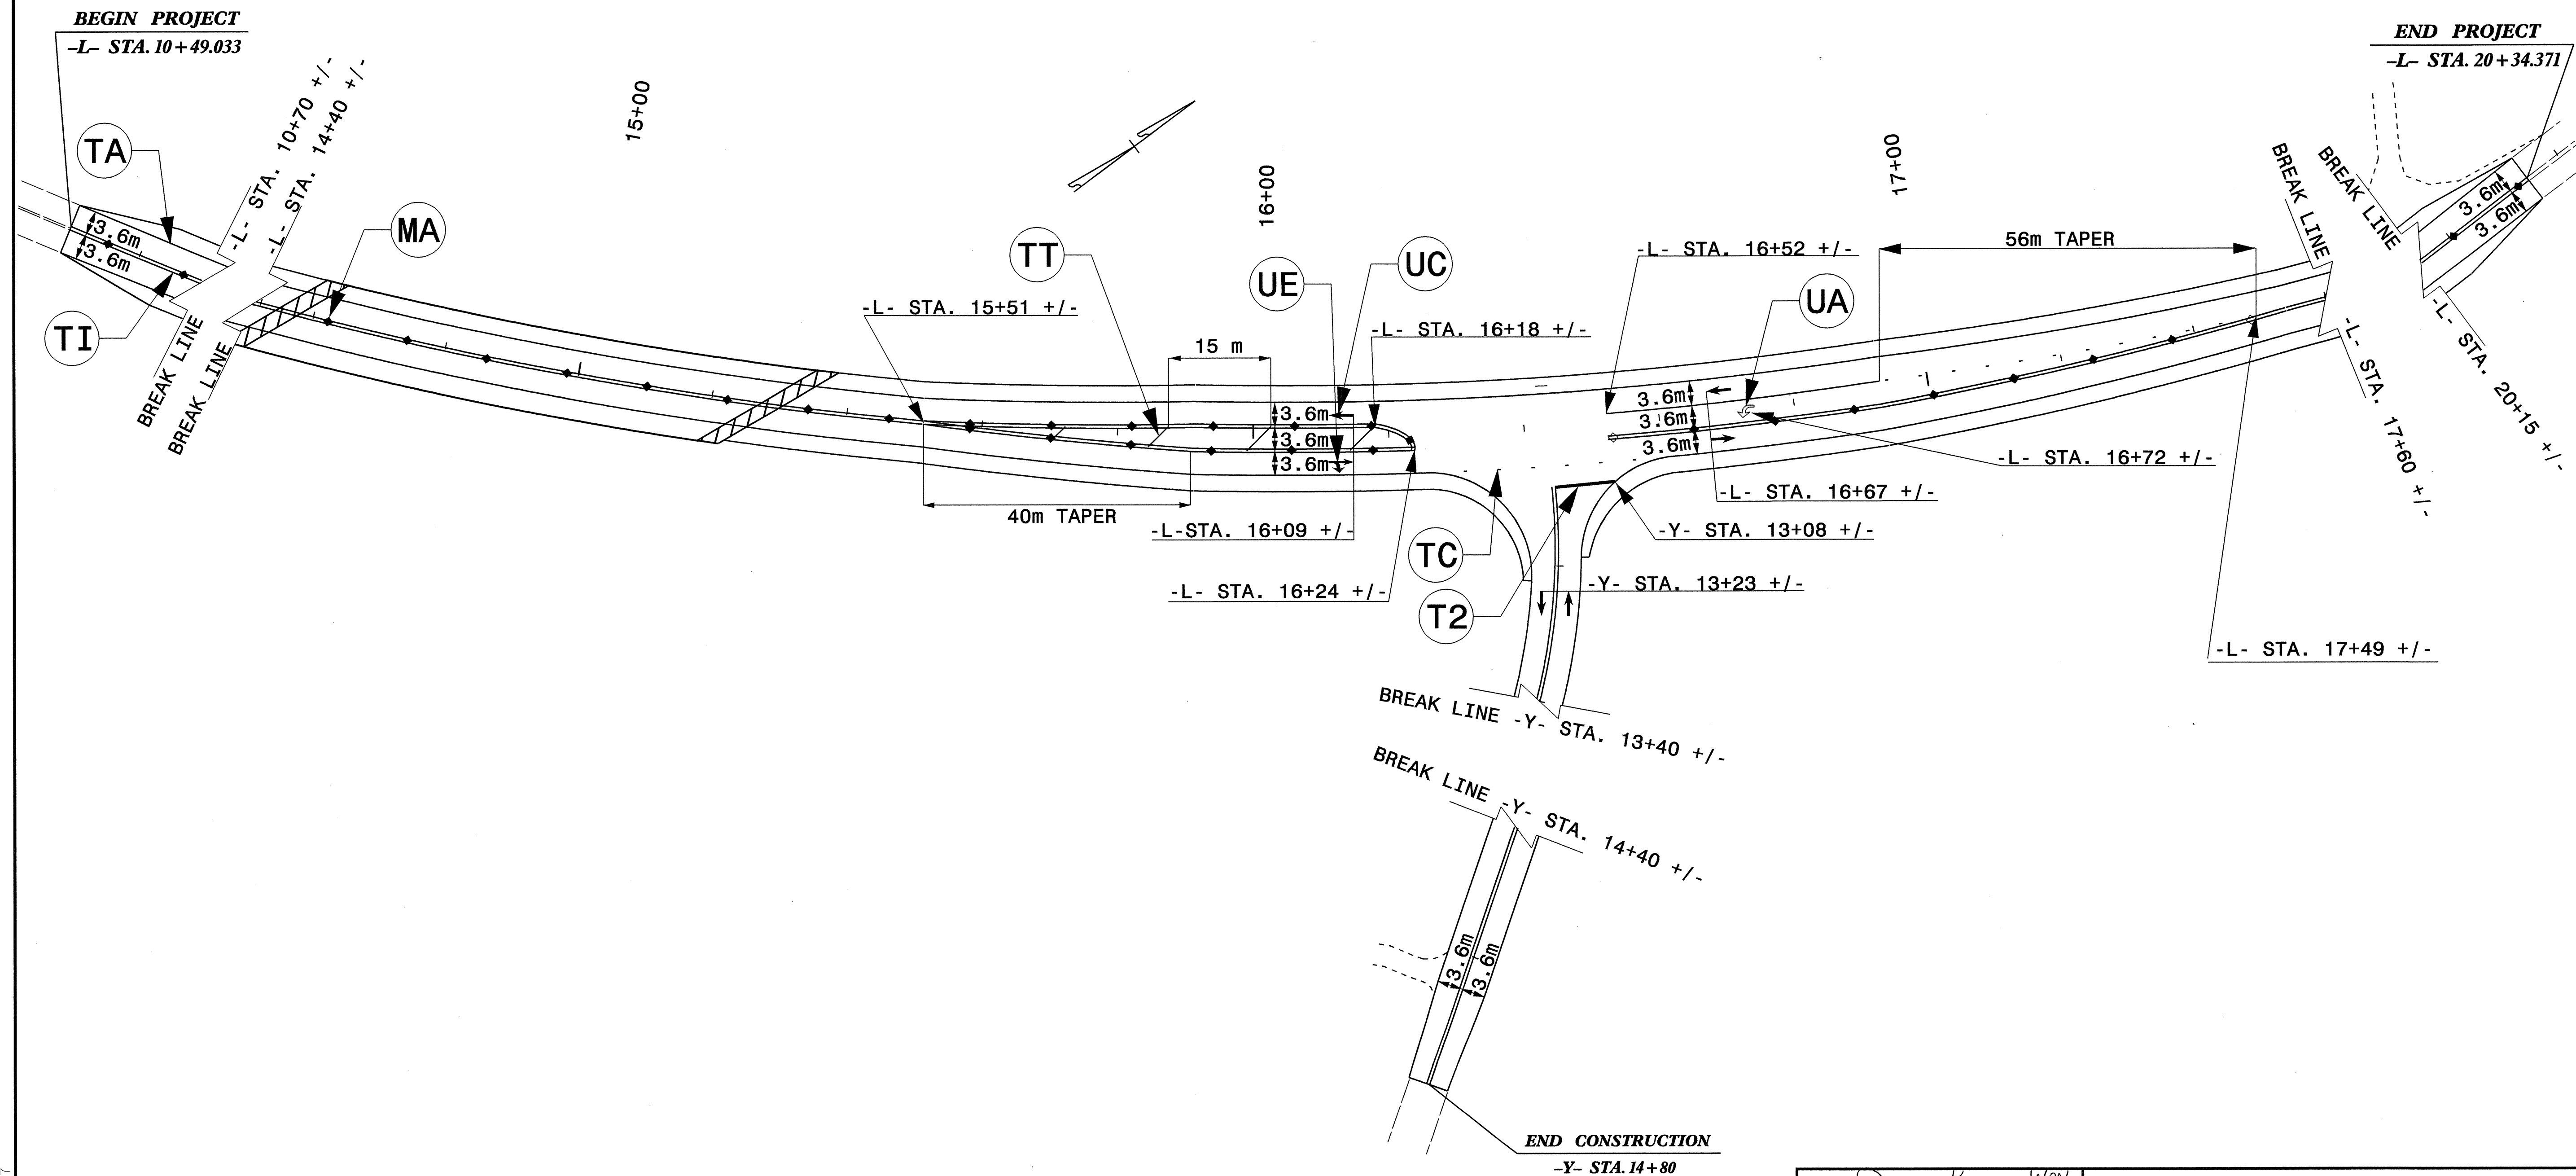 BEGIN PROJECT
-L- STA. 10+49.033
END PROJECT
-L- STA. 20+34.371
-L- STA. 10+70 +/-
-L- STA. 14+40 +/-
15+00
16+00
17+00
TA
MA
TI
TT
UE
UC
UA
TC
T2
3.6m
3.6m
BREAK LINE
BREAK LINE
-L- STA. 15+51 +/-
15 m
-L- STA. 16+18 +/-
-L- STA. 16+52 +/-
56m TAPER
BREAK LINE
BREAK LINE
3.6m
3.6m
3.6m
3.6m
3.6m
3.6m
3.6m
3.6m
-L- STA. 16+72 +/-
-L- STA. 16+67 +/-
-L- STA. 17+60 +/-
-L- STA. 20+15 +/-
40m TAPER
-L-STA. 16+09 +/-
-Y- STA. 13+08 +/-
-L- STA. 16+24 +/-
-Y- STA. 13+23 +/-
-L- STA. 17+49 +/-
BREAK LINE -Y- STA. 13+40 +/-
BREAK LINE -Y- STA. 14+40 +/-
3.6m
3.6m
END CONSTRUCTION
-Y- STA. 14+80